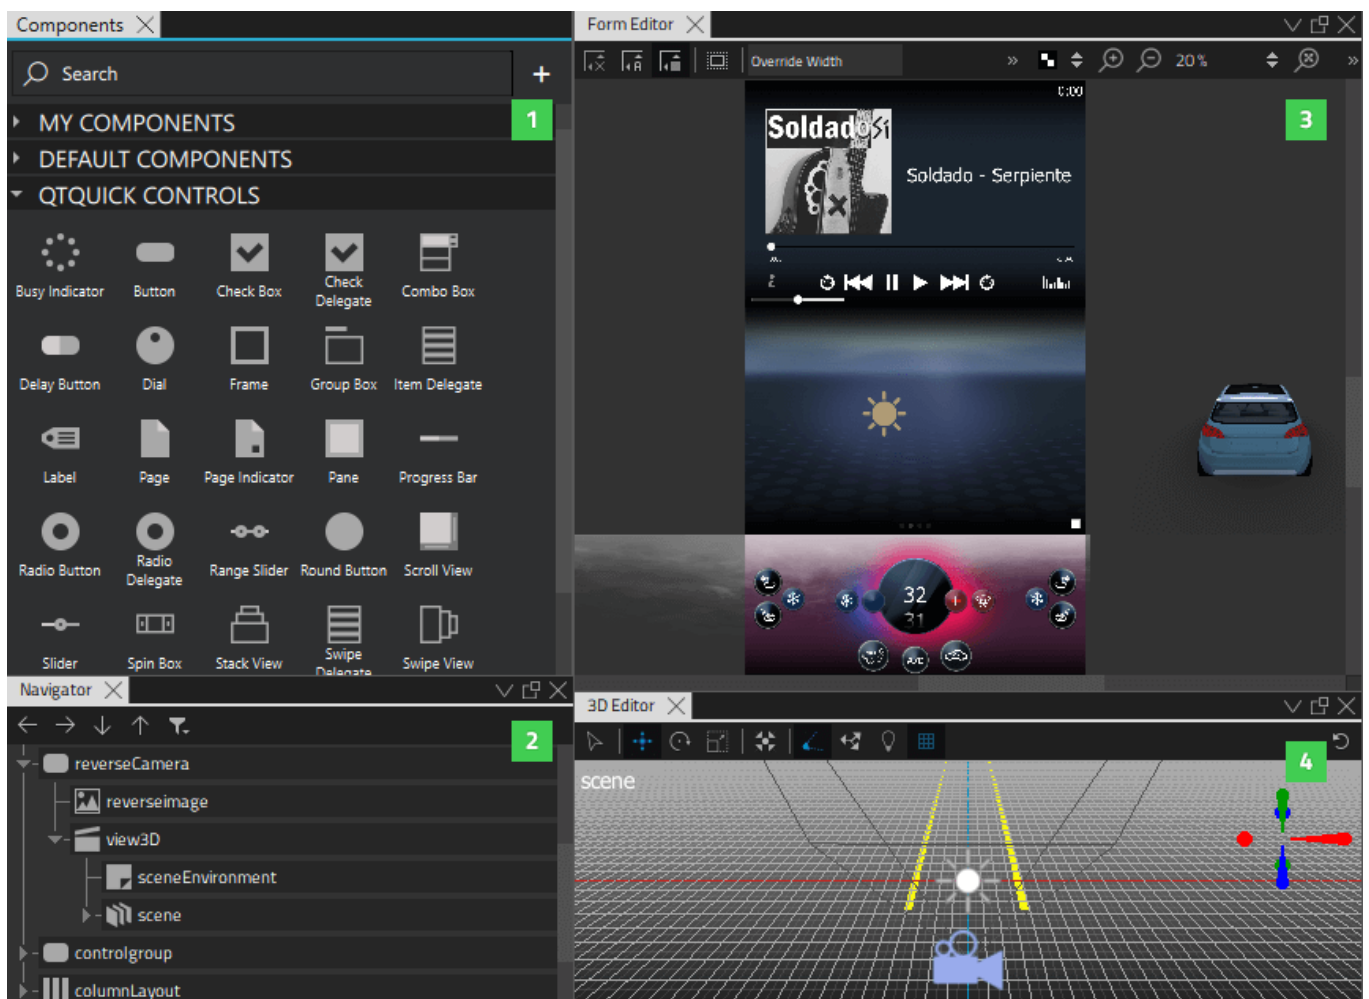 Components
Search
1
MY COMPONENTS
DEFAULT COMPONENTS
QTQUICK CONTROLS
Busy Indicator
Button
Check Box
Check
Delegate
Combo Box
Delay Button
Dial
Frame
Group Box
Item Delegate
Label
Page
Page Indicator
Pane
Progress Bar
Radio Button
Radio
Delegate
Range Slider
Round Button
Scroll View
Slider
Spin Box
Stack View
Swipe
Delegate
Swipe View
Navigator
2
reverseCamera
reverseimage
view3D
sceneEnvironment
scene
controlgroup
columnLayout
Form Editor
Override Width
20%
3
0:00
Soldado
Soldado - Serpiente
32
31
AUTO
3D Editor
4
scene